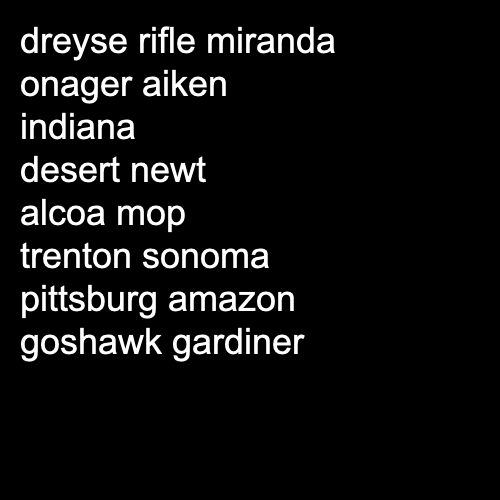 dreyse rifle miranda
onager aiken
indiana
desert newt
alcoa mop
trenton sonoma
pittsburg amazon
goshawk gardiner